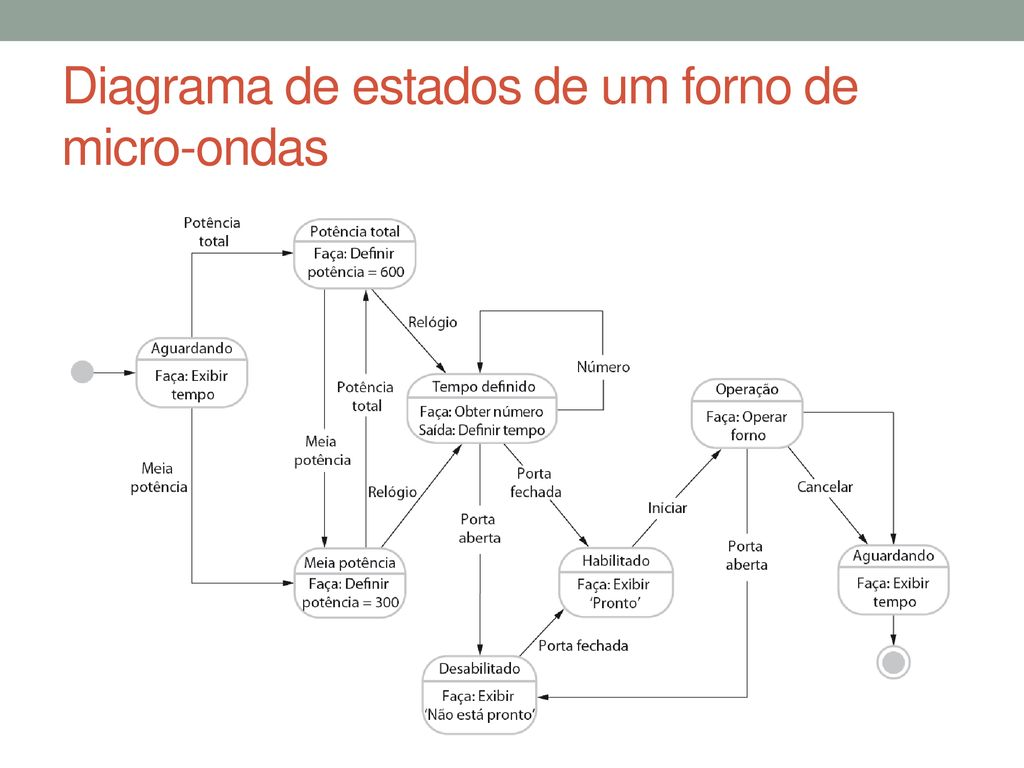 Diagrama de estados de um forno de
micro-ondas
Potência
total
Potência total
Faça: Definir
potência = 600
Relógio
Aguardando
Faça: Exibir
tempo
Número
Potência
total
Tempo definido
Faça: Obter número
Saída: Definir tempo
Operação
Faça: Operar
forno
Meia
potência
Meia
potência
Relógio
Porta
fechada
Cancelar
Iniciar
Porta
aberta
Porta
aberta
Meia potência
Faça: Definir
potência = 300
Habilitado
Faça: Exibir
‘Pronto’
Aguardando
Faça: Exibir
tempo
Porta fechada
Desabilitado
Faça: Exibir
‘Não está pronto’